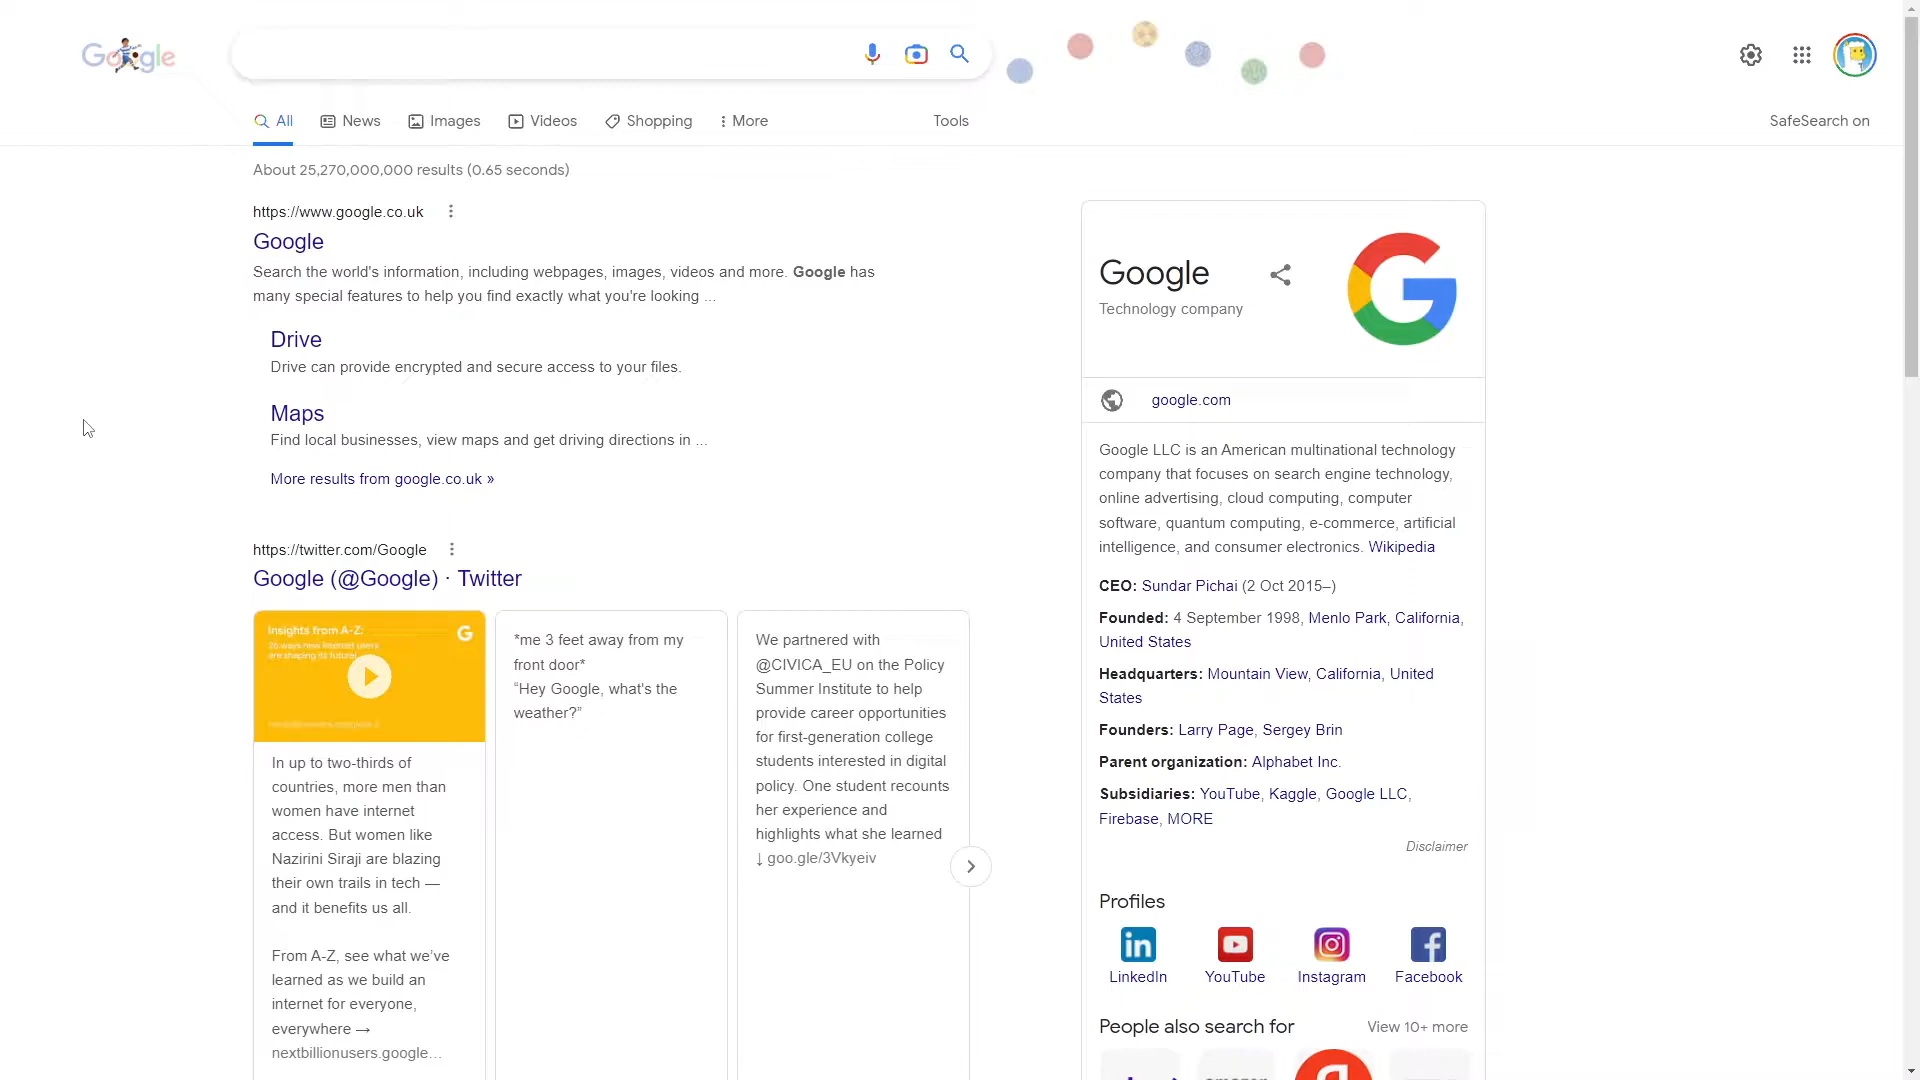 Google
All
News
Images
Videos
Shopping
More
Tools
SafeSearch on
About 25,270,000,000 results (0.65 seconds)
https://www.google.co.uk
Google
Search the world's information, including webpages, images, videos and more. Google has
many special features to help you find exactly what you're looking ...
Drive
Drive can provide encrypted and secure access to your files.
Maps
Find local businesses, view maps and get driving directions in ...
More results from google.co.uk »
https://twitter.com/Google
Google (@Google) · Twitter
Insights from A-Z:
26 ways new internet users
are shaping its future!
In up to two-thirds of
countries, more men than
women have internet
access. But women like
Nazirini Siraji are blazing
their own trails in tech —
and it benefits us all.
From A-Z, see what we've
learned as we build an
internet for everyone,
everywhere →
nextbillionusers.google...
*me 3 feet away from my
front door*
“Hey Google, what's the
weather?”
We partnered with
@CIVICA_EU on the Policy
Summer Institute to help
provide career opportunities
for first-generation college
students interested in digital
policy. One student recounts
her experience and
highlights what she learned
↓ goo.gle/3Vkyeiv
Google
Technology company
google.com
Google LLC is an American multinational technology
company that focuses on search engine technology,
online advertising, cloud computing, computer
software, quantum computing, e-commerce, artificial
intelligence, and consumer electronics. Wikipedia
CEO: Sundar Pichai (2 Oct 2015–)
Founded: 4 September 1998, Menlo Park, California,
United States
Headquarters: Mountain View, California, United
States
Founders: Larry Page, Sergey Brin
Parent organization: Alphabet Inc.
Subsidiaries: YouTube, Kaggle, Google LLC,
Firebase, MORE
Disclaimer
Profiles
LinkedIn
YouTube
Instagram
Facebook
People also search for
View 10+ more